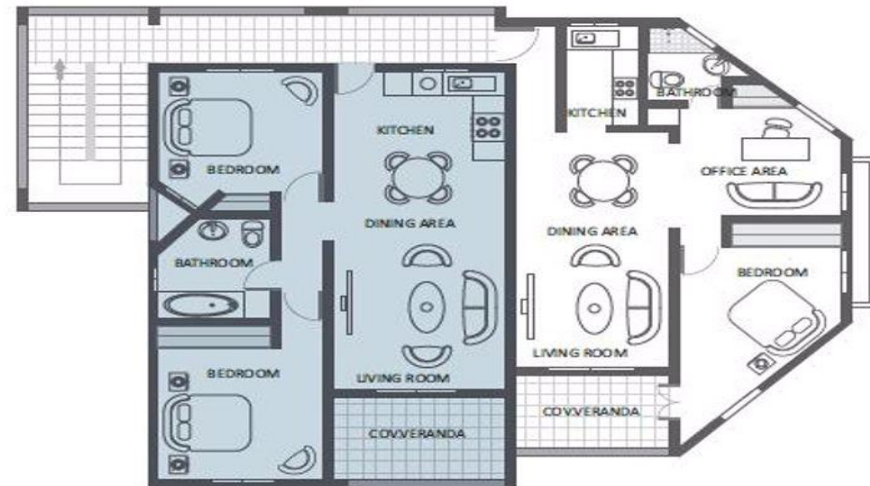 KITCHEN
BEDROOM
DINING AREA
BATHROOM
BEDROOM
LIVING ROOM
COV.VERANDA
KITCHEN
BATHROOM
OFFICE AREA
DINING AREA
BEDROOM
LIVING ROOM
COV.VERANDA